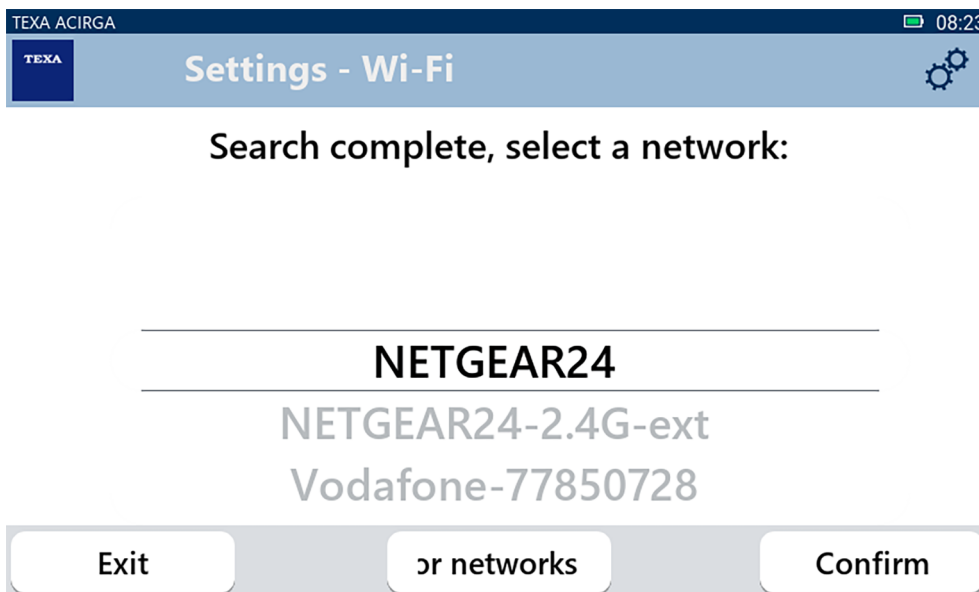 TEXA ACIRGA 08:23
TEXA
Settings - Wi-Fi
Search complete, select a network:
NETGEAR24
NETGEAR24-2.4G-ext
Vodafone-77850728
Exit
or networks
Confirm